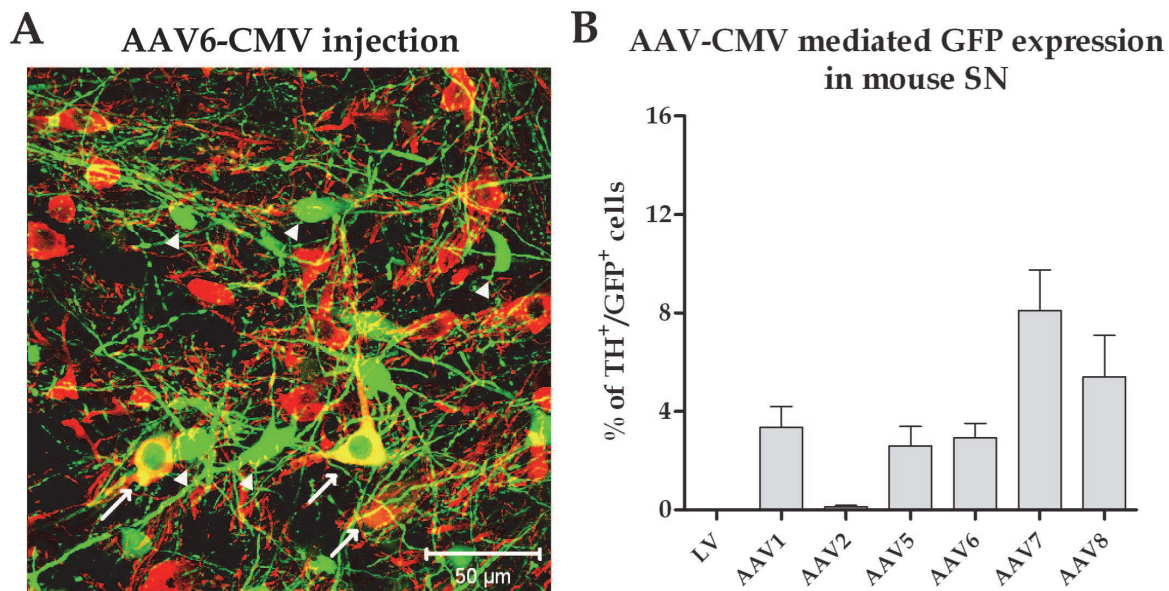 A
AAV6-CMV injection
50 µm
B
AAV-CMV mediated GFP expression
in mouse SN
% of TH+/GFP+ cells
16
12
8
4
0
LV
AAV1
AAV2
AAV5
AAV6
AAV7
AAV8